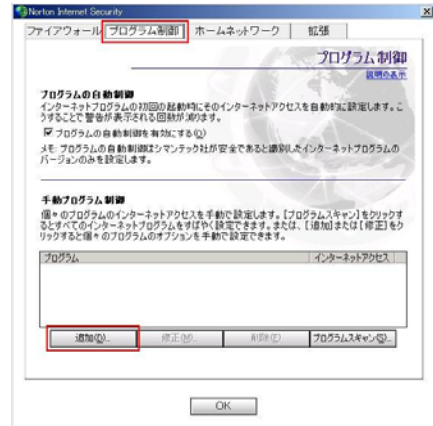 Norton Internet Security
ファイアウォール プログラム制御 ホームネットワーク 拡張
プログラム制御
説明の表示
プログラムの自動制御
インターネットプログラムの初回の起動時にそのインターネットアクセスを自動的に設定します。こ
うすることで警告が表示される回数が減ります。
プログラムの自動制御を有効にする(O)
メモ: プログラムの自動制御はシマンテック社が安全であると識別したインターネットプログラムの
バージョンのみを設定します。
手動プログラム制御
個々のプログラムのインターネットアクセスを手動で設定します。[プログラムスキャン]をクリックす
るとすべてのインターネットプログラムをすばやく設定できます。または、[追加]または[修正]をク
リックすると個々のプログラムのオプションを手動で設定できます。
プログラム インターネットアクセス
追加(D)... 修正(M)... 削除(E) プログラムスキャン(S)...
OK